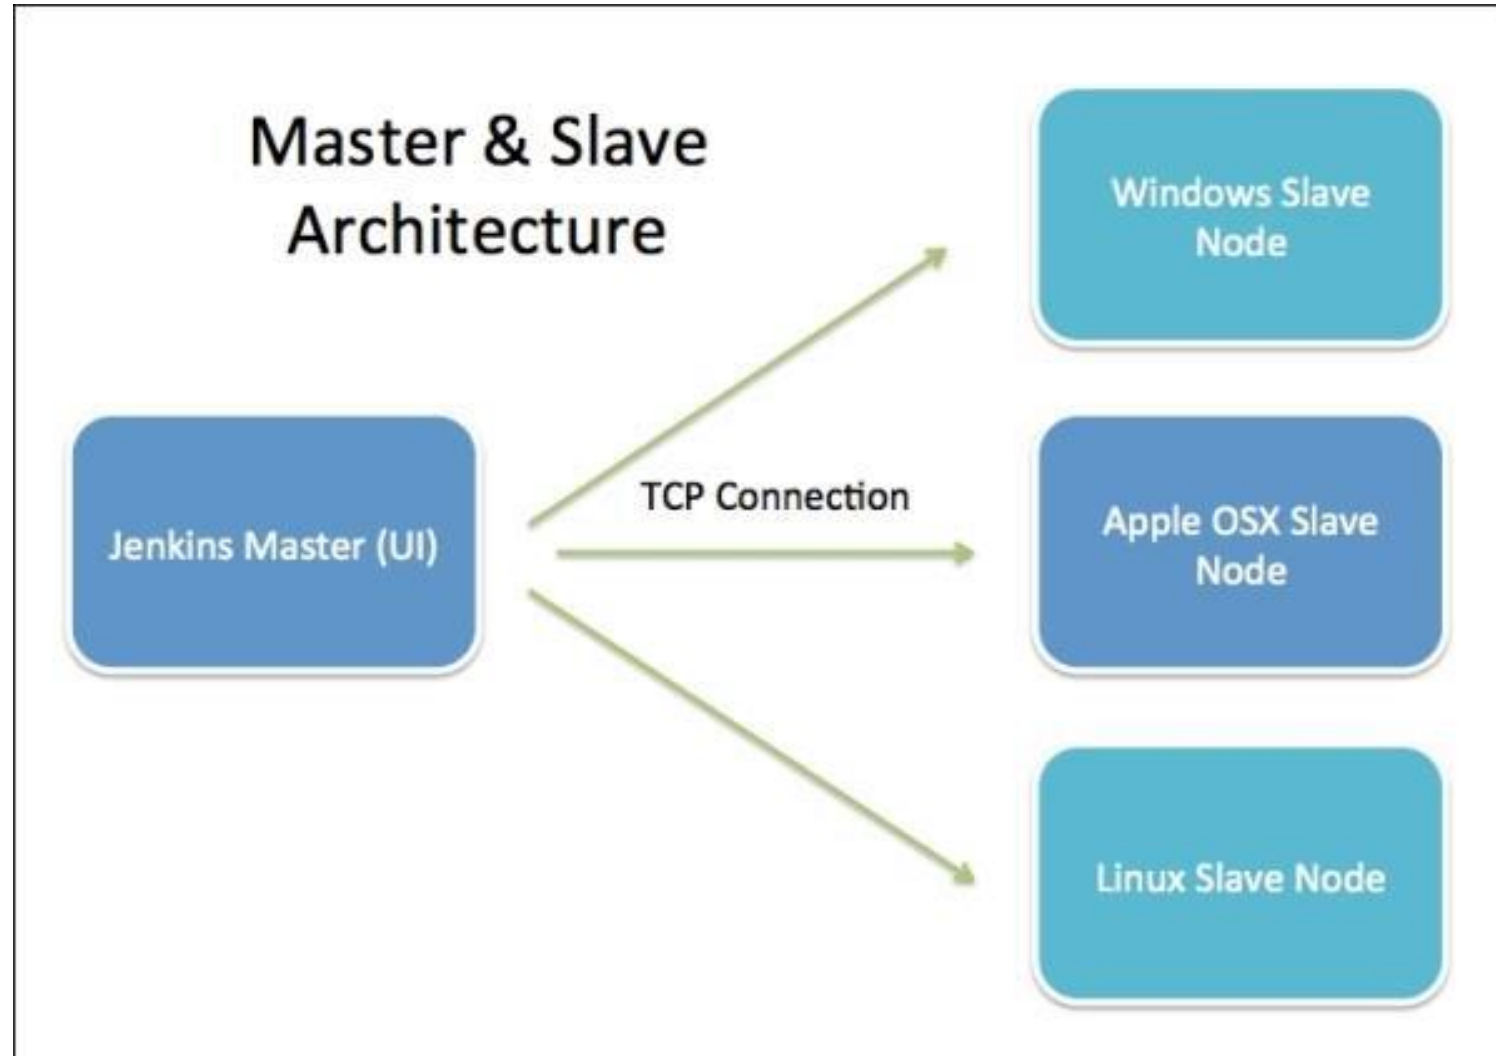 Master & Slave
Architecture
Windows Slave
Node
TCP Connection
Jenkins Master (UI)
Apple OSX Slave
Node
Linux Slave Node